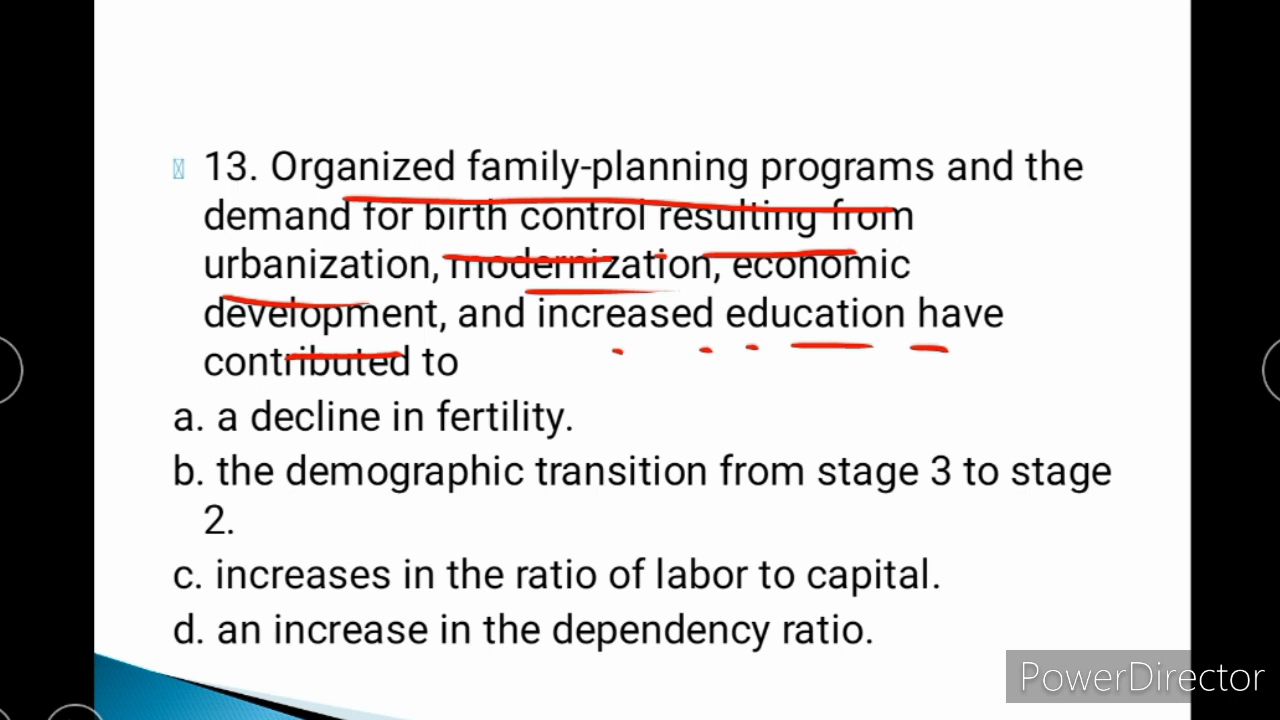 13. Organized family-planning programs and the
demand for birth control resulting from
urbanization, modernization, economic
development, and increased education have
contributed to
a. a decline in fertility.
b. the demographic transition from stage 3 to stage
2.
c. increases in the ratio of labor to capital.
d. an increase in the dependency ratio.
PowerDirector